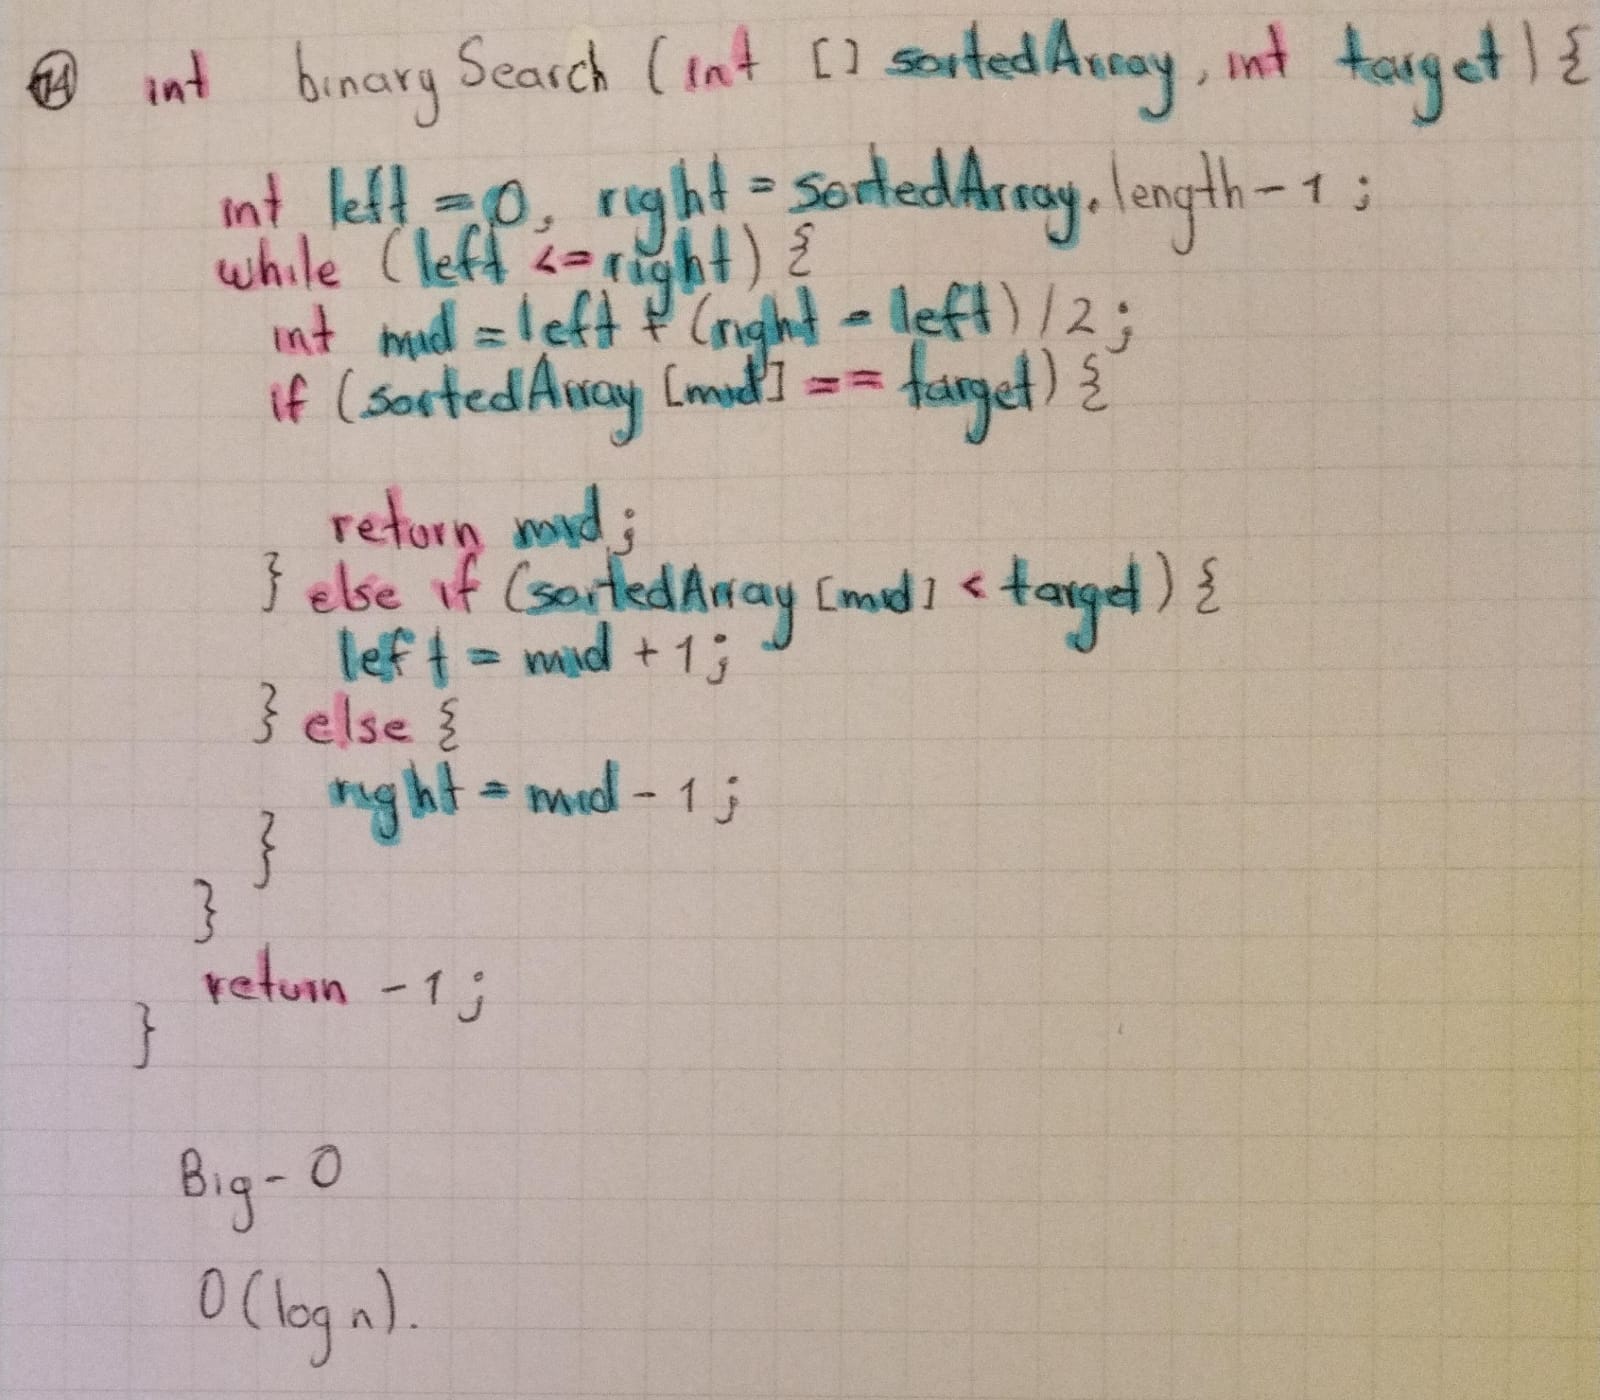 14 int binarySearch (int [] sortedArray, int target) {
int left = 0, right = sortedArray.length - 1 ;
while (left <= right) {
int mid = left + (right - left) / 2 ;
if (sortedArray [mid] == target) {
return mid ;
} else if (sortedArray [mid] < target) {
left = mid + 1 ;
} else {
right = mid - 1 ;
}
}
return - 1 ;
}
Big - O
O(log n).